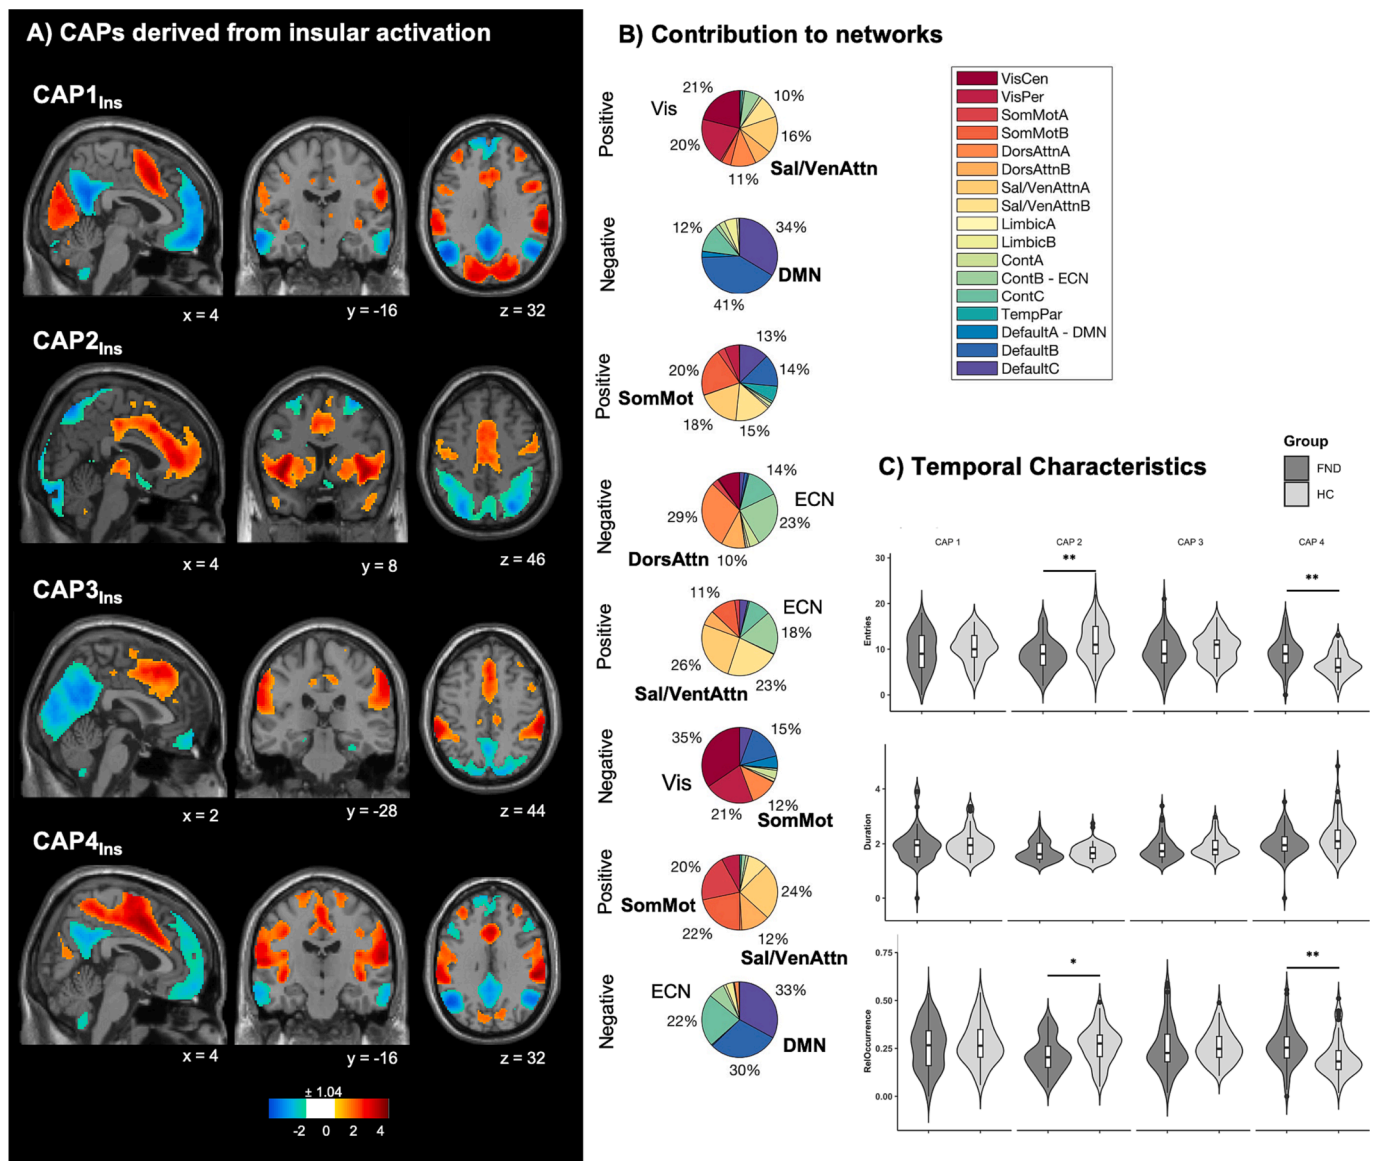 A) CAPs derived from insular activation
CAP1Ins
x = 4
y = -16
z = 32
CAP2Ins
x = 4
y = 8
z = 46
CAP3Ins
x = 2
y = -28
z = 44
CAP4Ins
x = 4
y = -16
z = 32
± 1.04
-2 0 2 4
B) Contribution to networks
Positive
21%
10%
Vis
20%
16%
Sal/VenAttn
11%
Negative
12%
34%
DMN
41%
Positive
13%
20%
14%
SomMot
18%
15%
Negative
14%
ECN
29%
23%
DorsAttn
10%
Positive
11%
ECN
18%
26%
23%
Sal/VentAttn
Negative
35%
15%
Vis
21%
12%
SomMot
Positive
20%
24%
SomMot
22%
12%
Sal/VenAttn
Negative
ECN
33%
22%
DMN
30%
VisCen
VisPer
SomMotA
SomMotB
DorsAttnA
DorsAttnB
Sal/VenAttnA
Sal/VenAttnB
LimbicA
LimbicB
ContA
ContB - ECN
ContC
TempPar
DefaultA - DMN
DefaultB
DefaultC
C) Temporal Characteristics
Group
FND
HC
CAP 1
CAP 2
CAP 3
CAP 4
Entries
30
20
10
0
**
**
Duration
4
2
0
RelOccurrence
0.75
0.50
0.25
0.00
*
**